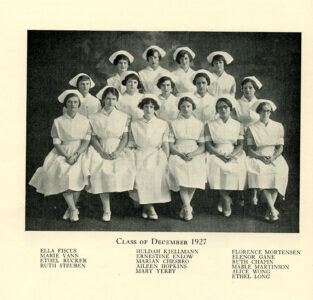 CLASS OF DECEMBER 1927
ELLA FISCUS
MARIE VANN
ETHEL RUCKER
RUTH STEUBEN
HULDAH KJELLMANN
ERNESTINE ENLOW
MARIAN CHESBRO
AILEEN HOPKINS
MARY YERBY
FLORENCE MORTENSEN
ELENOR GANE
RUTH CHAPIN
MABLE MARTINSON
ALICE WONG
ETHEL LONG